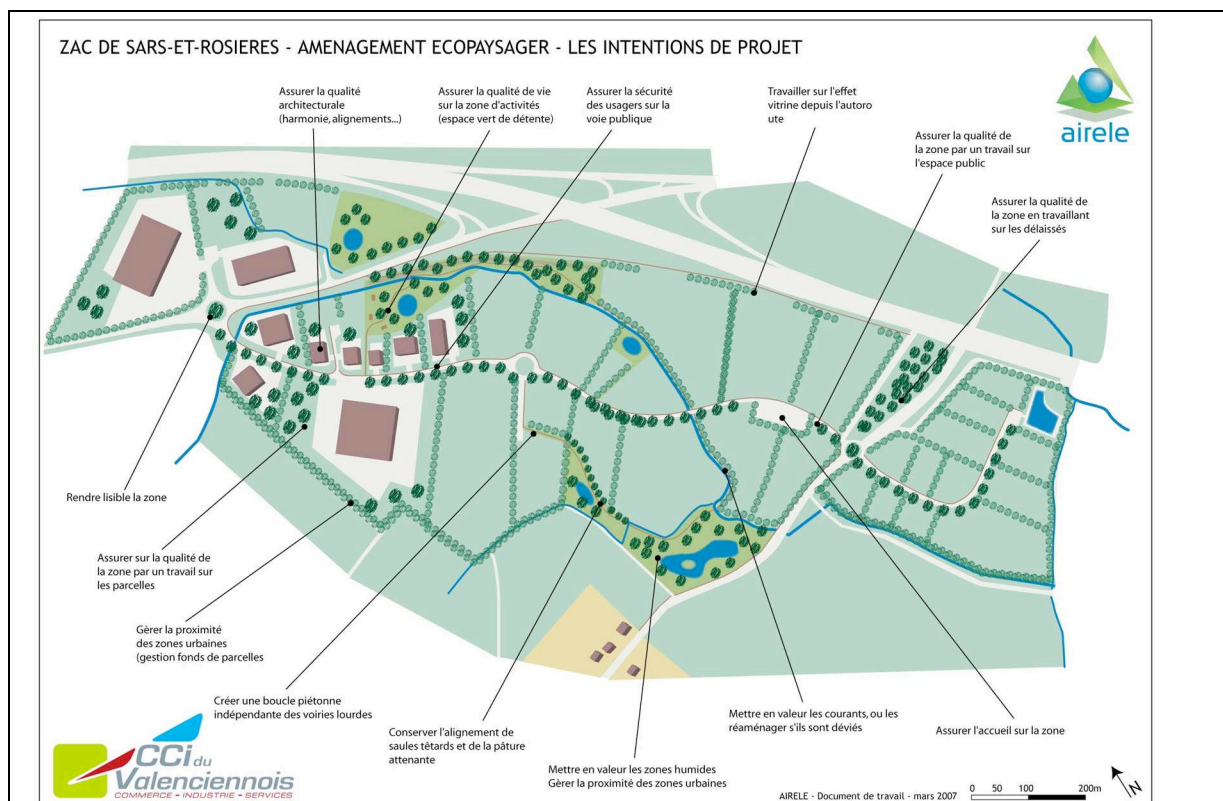 ZAC DE SARS-ET-ROSIERES - AMENAGEMENT ECOPAYSAGER - LES INTENTIONS DE PROJET
Assurer la qualité
architecturale
(harmonie, alignements...)
Assurer la qualité de vie
sur la zone d'activités
(espace vert de détente)
Assurer la sécurité
des usagers sur la
voie publique
Travailler sur l'effet
vitrine depuis l'autoro
ute
Assurer la qualité de
la zone par un travail sur
l'espace public
airele
Assurer la qualité de
la zone en travaillant
sur les délaissés
Rendre lisible la zone
Assurer sur la qualité de
la zone par un travail sur
les parcelles
Gèrer la proximité
des zones urbaines
(gestion fonds de parcelles
Créer une boucle piétonne
indépendante des voiries lourdes
Conserver l'alignement de
saules têtards et de la pâture
attenante
Mettre en valeur les zones humides
Gèrer la proximité des zones urbaines
Mettre en valeur les courants, ou les
réaménager s'ils sont déviés
Assurer l'accueil sur la zone
CCi du
Valenciennois
COMMERCE - INDUSTRIE - SERVICES
AIRELE - Document de travail - mars 2007
0 50 100 200m
N